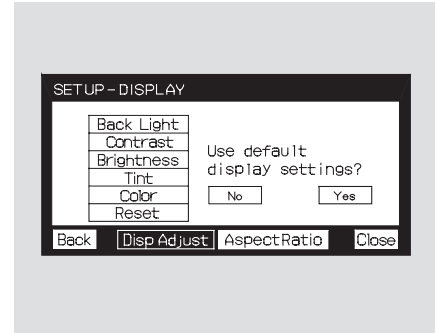 SETUP-DISPLAY
Back Light
Contrast
Brightness
Tint
Color
Reset
Use default
display settings?
No Yes
Back Disp Adjust AspectRatio Close